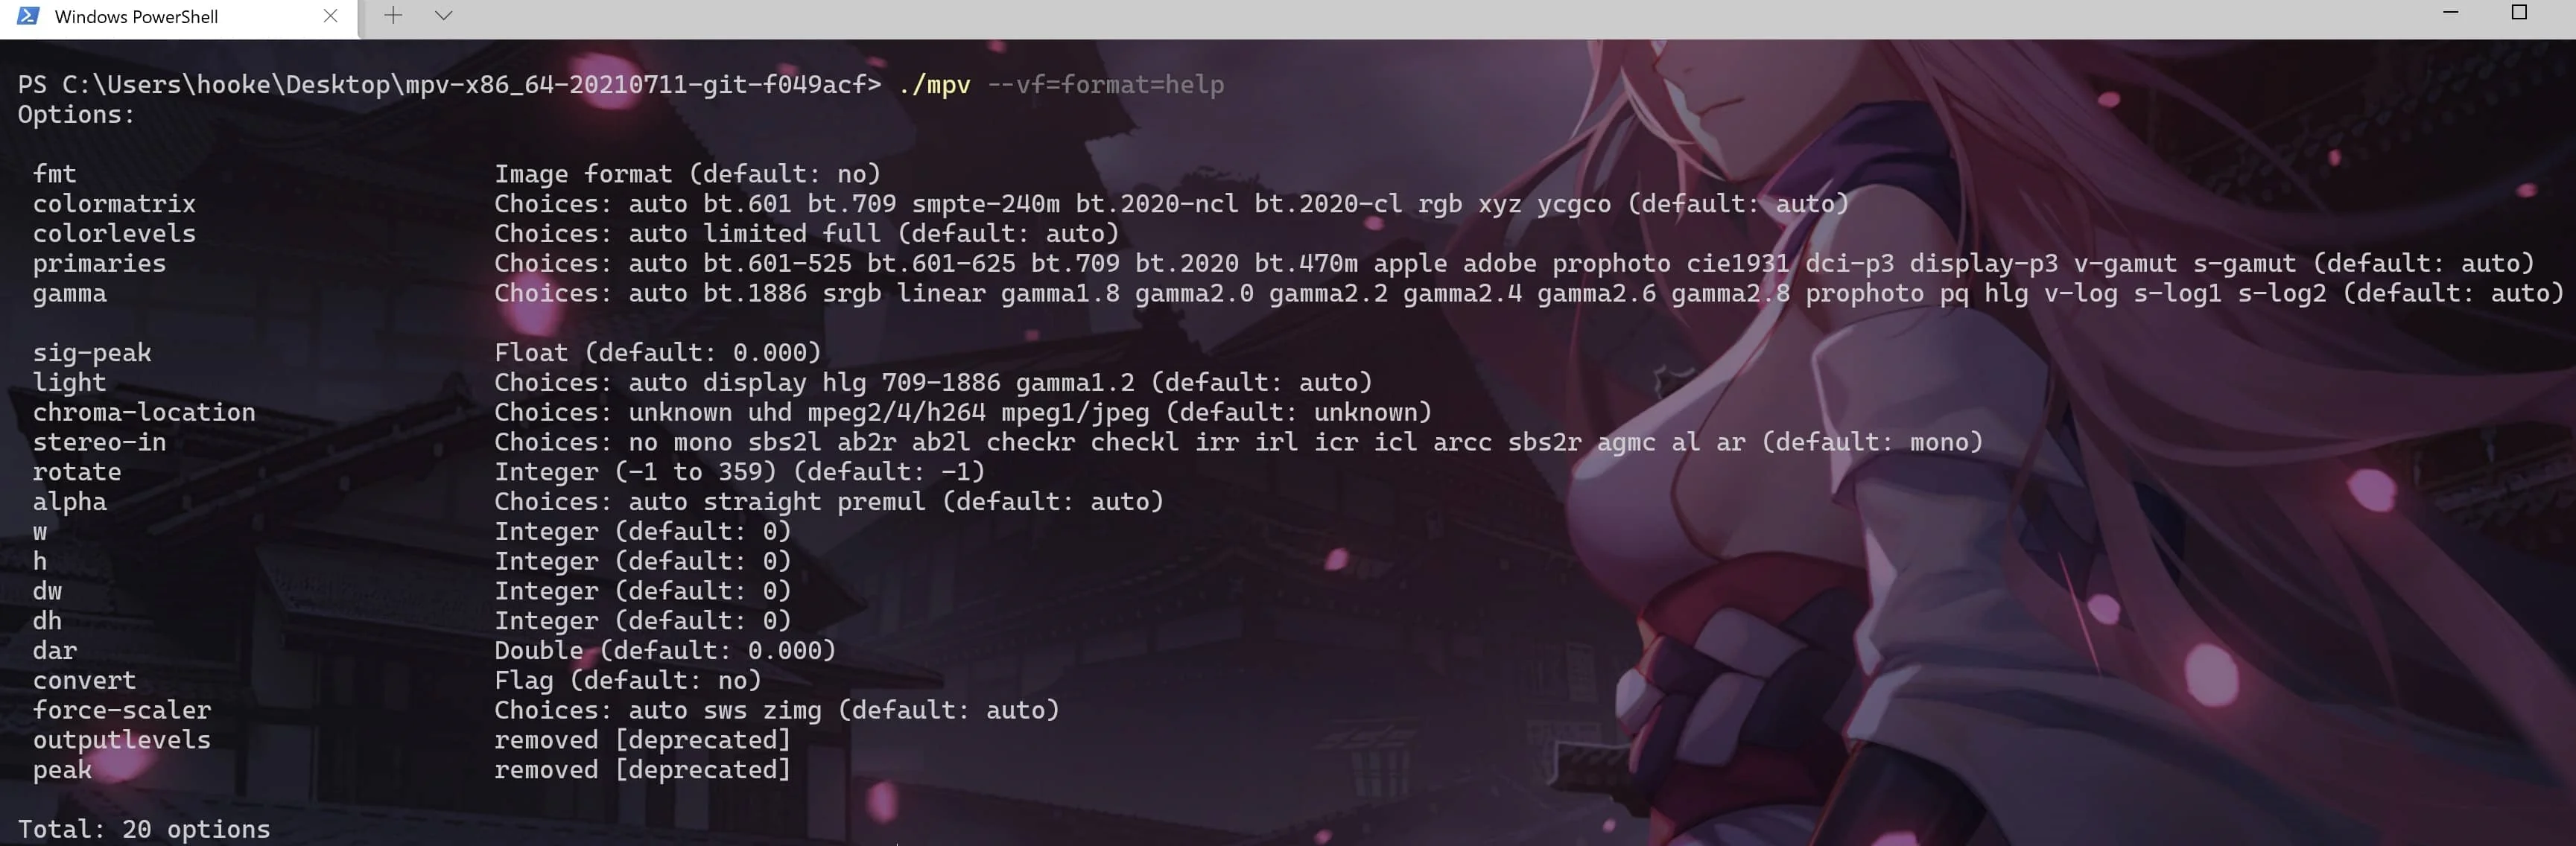 Windows PowerShell
PS C:\Users\hooke\Desktop\mpv-x86_64-20210711-git-f049acf> ./mpv --vf=format=help
Options:
fmt Image format (default: no)
colormatrix Choices: auto bt.601 bt.709 smpte-240m bt.2020-ncl bt.2020-cl rgb xyz ycgco (default: auto)
colorlevels Choices: auto limited full (default: auto)
primaries Choices: auto bt.601-525 bt.601-625 bt.709 bt.2020 bt.470m apple adobe prophoto cie1931 dci-p3 display-p3 v-gamut s-gamut (default: auto)
gamma Choices: auto bt.1886 srgb linear gamma1.8 gamma2.0 gamma2.2 gamma2.4 gamma2.6 gamma2.8 prophoto pq hlg v-log s-log1 s-log2 (default: auto)
sig-peak Float (default: 0.000)
light Choices: auto display hlg 709-1886 gamma1.2 (default: auto)
chroma-location Choices: unknown uhd mpeg2/4/h264 mpeg1/jpeg (default: unknown)
stereo-in Choices: no mono sbs2l ab2r ab2l checkr checkl irr irl icr icl arcc sbs2r agmc al ar (default: mono)
rotate Integer (-1 to 359) (default: -1)
alpha Choices: auto straight premul (default: auto)
w Integer (default: 0)
h Integer (default: 0)
dw Integer (default: 0)
dh Integer (default: 0)
dar Double (default: 0.000)
convert Flag (default: no)
force-scaler Choices: auto sws zimg (default: auto)
outputlevels removed [deprecated]
peak removed [deprecated]
Total: 20 options